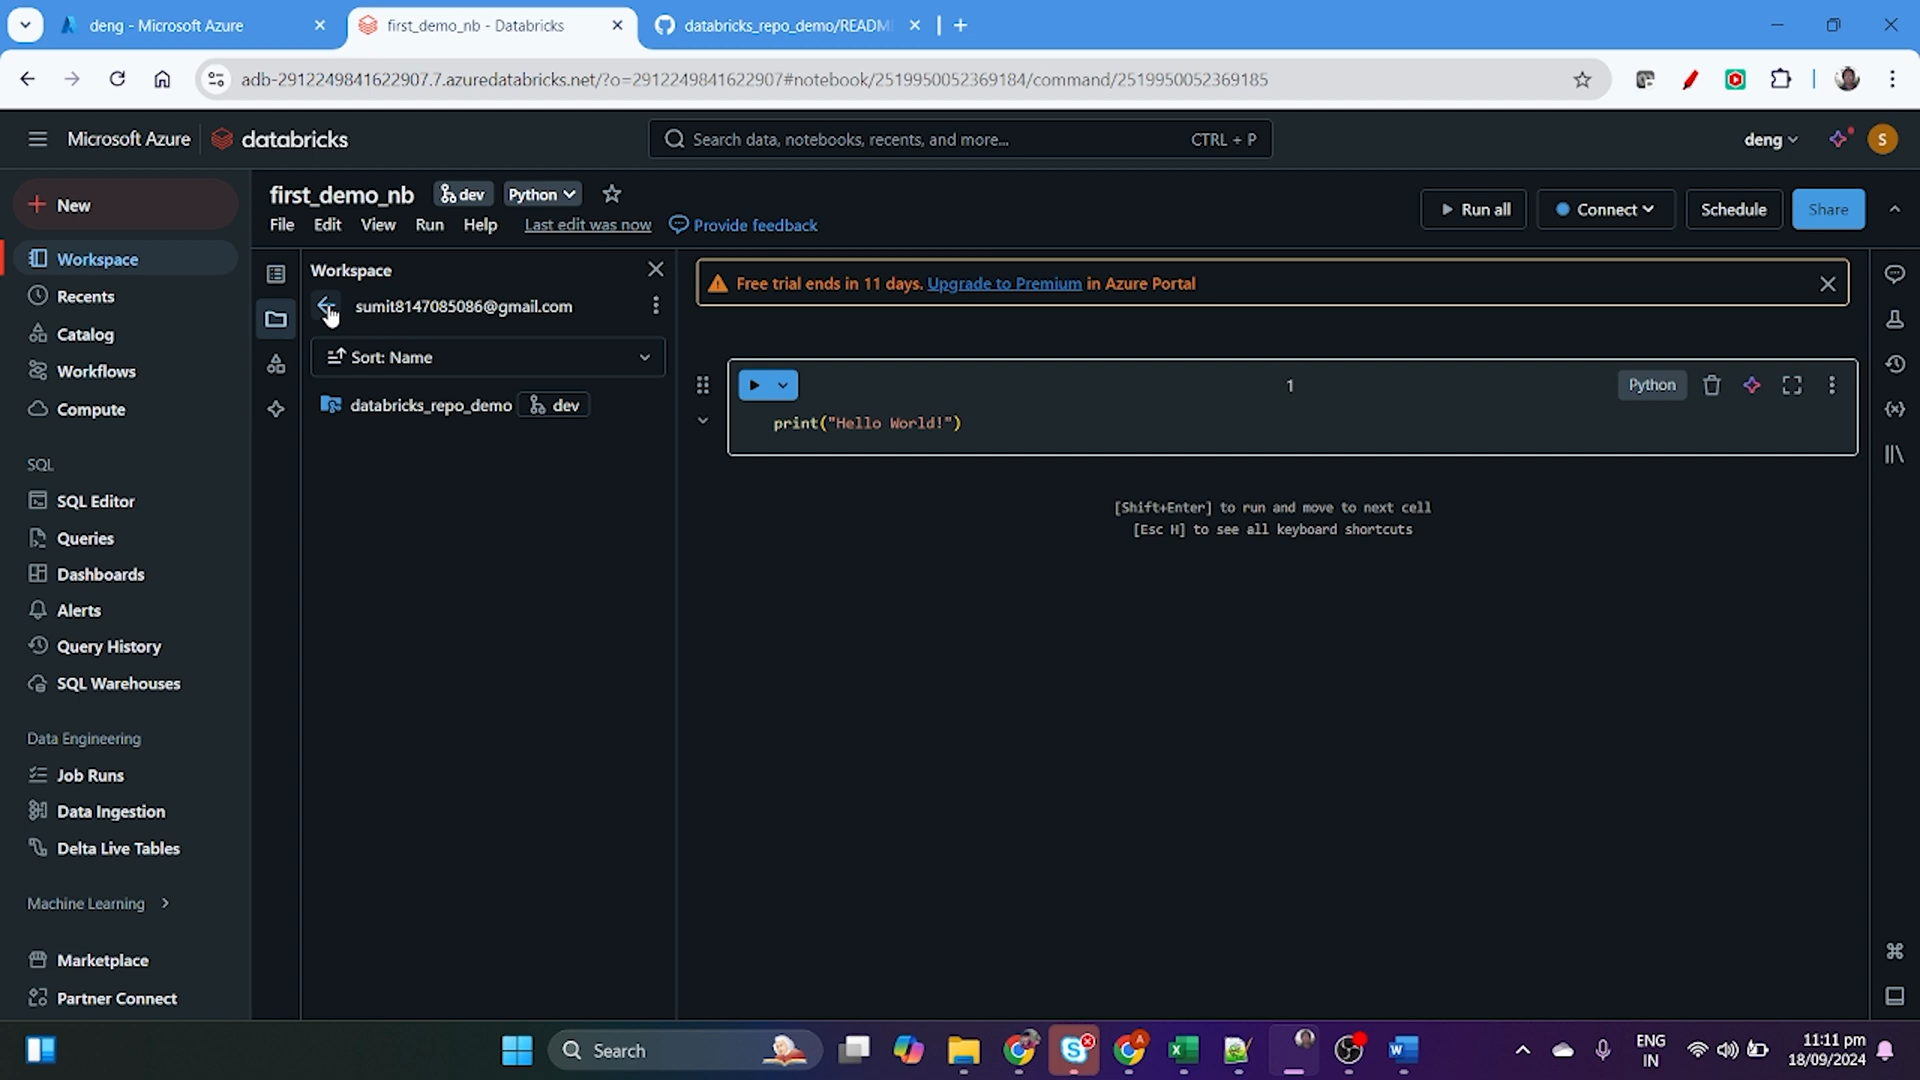 deng - Microsoft Azure
first_demo_nb - Databricks
databricks_repo_demo/READM
adb-2912249841622907.7.azuredatabricks.net/?o=2912249841622907#notebook/2519950052369184/command/2519950052369185
Microsoft Azure
databricks
Search data, notebooks, recents, and more...
CTRL + P
deng
S
New
first_demo_nb
dev
Python
File
Edit
View
Run
Help
Last edit was now
Provide feedback
Run all
Connect
Schedule
Share
Workspace
Recents
Catalog
Workflows
Compute
SQL
SQL Editor
Queries
Dashboards
Alerts
Query History
SQL Warehouses
Data Engineering
Job Runs
Data Ingestion
Delta Live Tables
Machine Learning
Marketplace
Partner Connect
Workspace
sumit8147085086@gmail.com
Sort: Name
databricks_repo_demo
dev
Free trial ends in 11 days. Upgrade to Premium in Azure Portal
1
Python
print("Hello World!")
[Shift+Enter] to run and move to next cell
[Esc H] to see all keyboard shortcuts
Search
ENG
IN
11:11 pm
18/09/2024